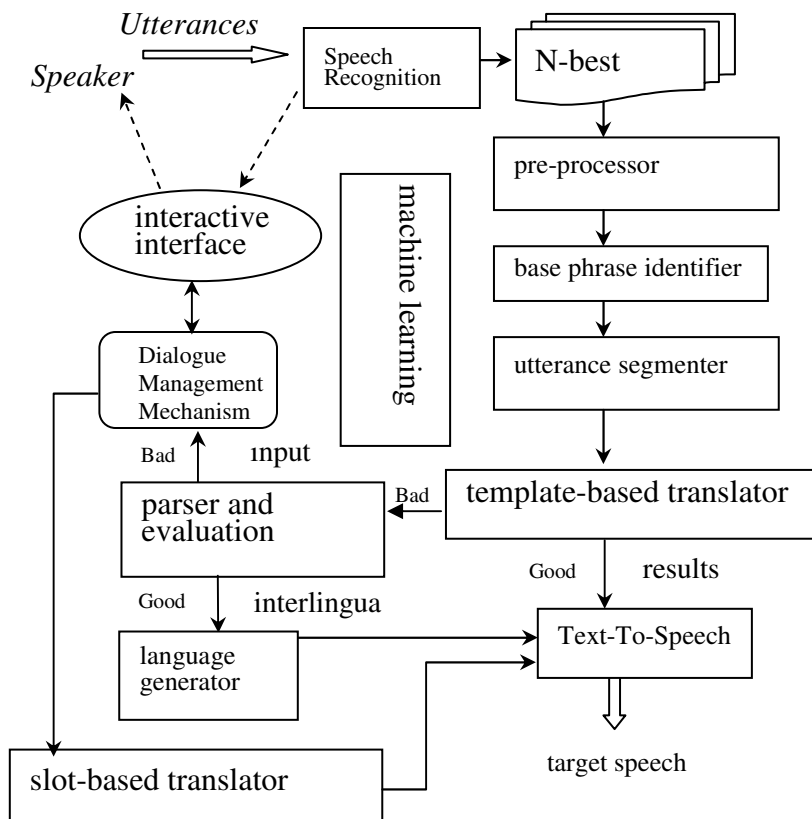 Utterances
Speaker
Speech
Recognition
N-best
pre-processor
interactive
interface
machine learning
base phrase identifier
Dialogue
Management
Mechanism
utterance segmenter
Bad
input
parser and
evaluation
Bad
template-based translator
Good
interlingua
Good
results
language
generator
Text-To-Speech
slot-based translator
target speech